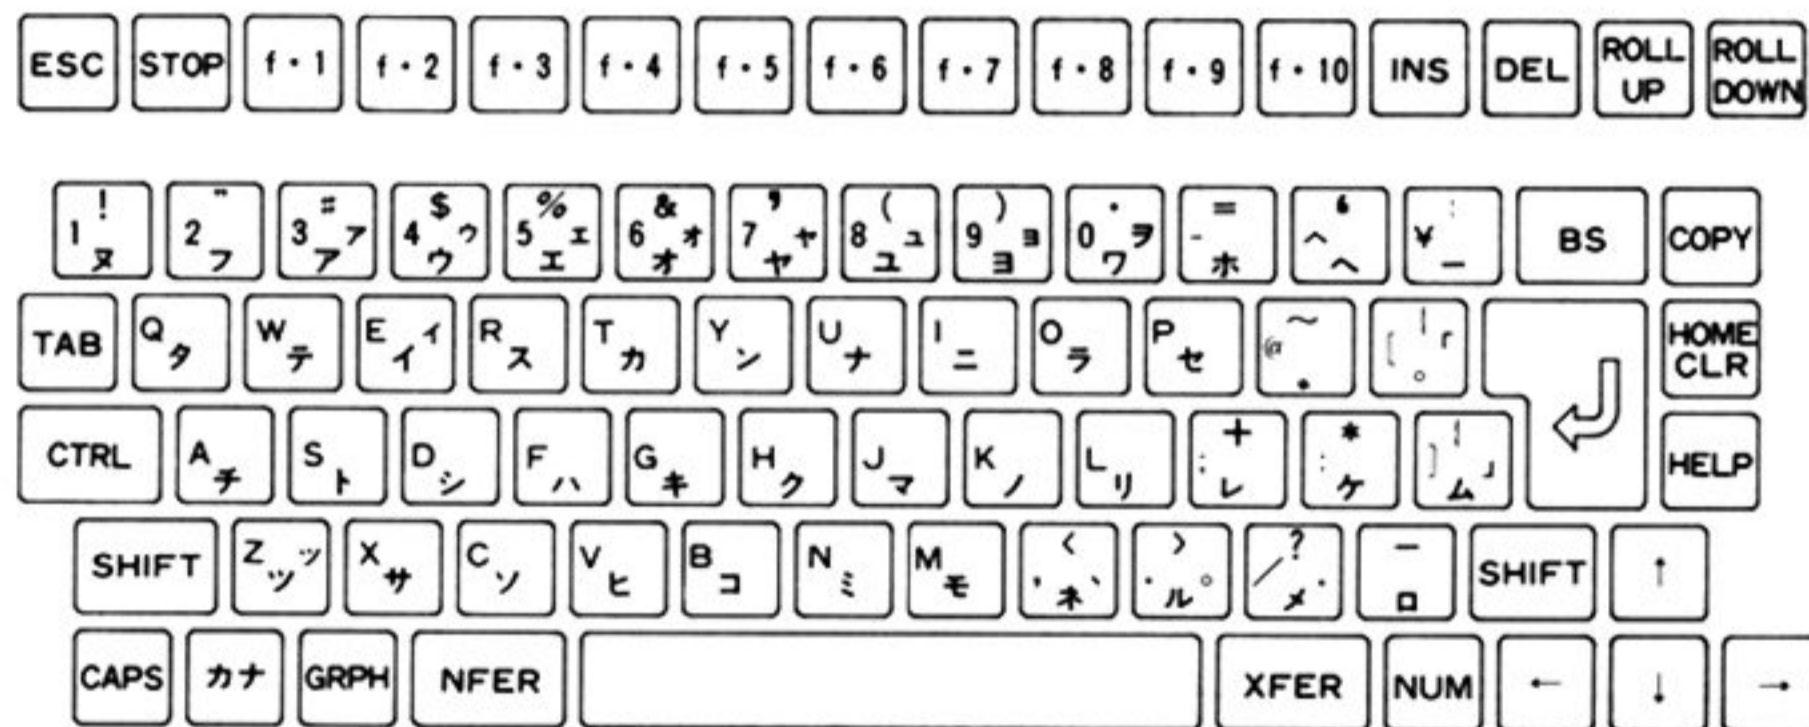 ESC STOP f・1 f・2 f・3 f・4 f・5 f・6 f・7 f・8 f・9 f・10 INS DEL ROLL UP ROLL DOWN
! 1 ヌ " 2 フ # 3 ァ ア $ 4 ゥ ウ % 5 ェ エ & 6 ォ オ ' 7 ャ ヤ ( 8 ュ ユ ) 9 ョ ヨ ・ 0 ヲ ワ = - ホ ‘ ^ ヘ ¥ ー BS COPY
TAB Q タ W テ E ィ イ R ス T カ Y ン U ナ I ニ O ラ P セ ~ @ [ 「 ° HOME CLR
CTRL A チ S ト D シ F ハ G キ H ク J マ K ノ L リ + ; レ * : ケ ] 」 ム HELP
SHIFT Z ッ ツ X サ C ソ V ヒ B コ N ミ M モ < , 、 ネ > . 。 ル ? / ・ メ _ ロ SHIFT ↑
CAPS カナ GRPH NFER XFER NUM ← ↓ →